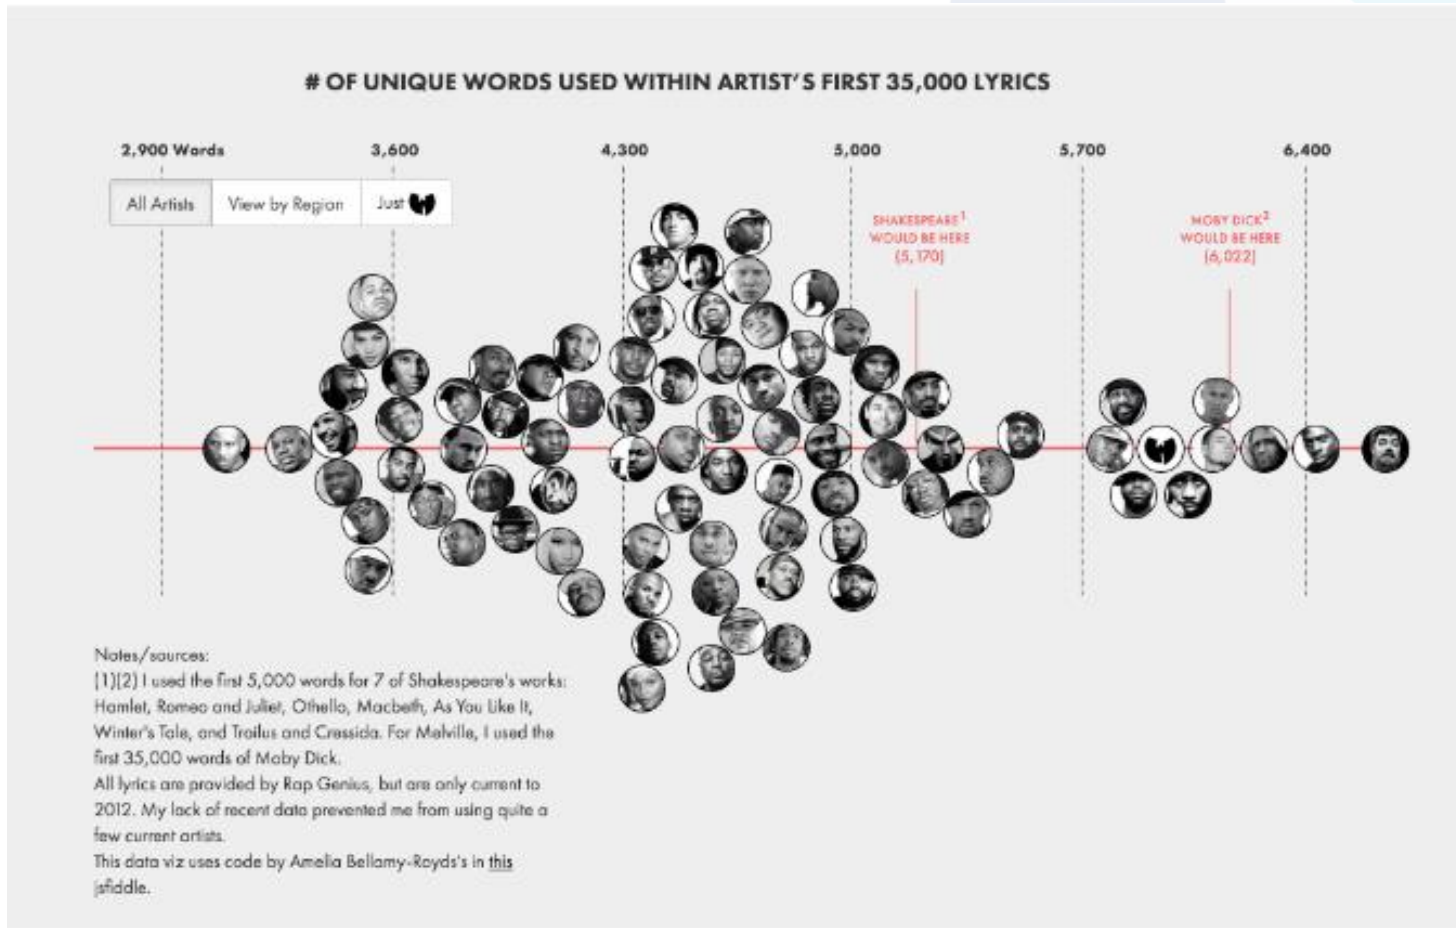 # OF UNIQUE WORDS USED WITHIN ARTIST'S FIRST 35,000 LYRICS
2,900 Words 3,600 4,300 5,000 5,700 6,400
All Artists View by Region Just
SHAKESPEARE¹
WOULD BE HERE
(5,170)
MOBY DICK²
WOULD BE HERE
(6,022)
Notes/sources:
(1)(2) I used the first 5,000 words for 7 of Shakespeare's works:
Hamlet, Romeo and Juliet, Othello, Macbeth, As You Like It,
Winter's Tale, and Troilus and Cressida. For Melville, I used the
first 35,000 words of Moby Dick.
All lyrics are provided by Rap Genius, but are only current to
2012. My lack of recent data prevented me from using quite a
few current artists.
This data viz uses code by Amelia Bellamy-Royds's in this
jsfiddle.